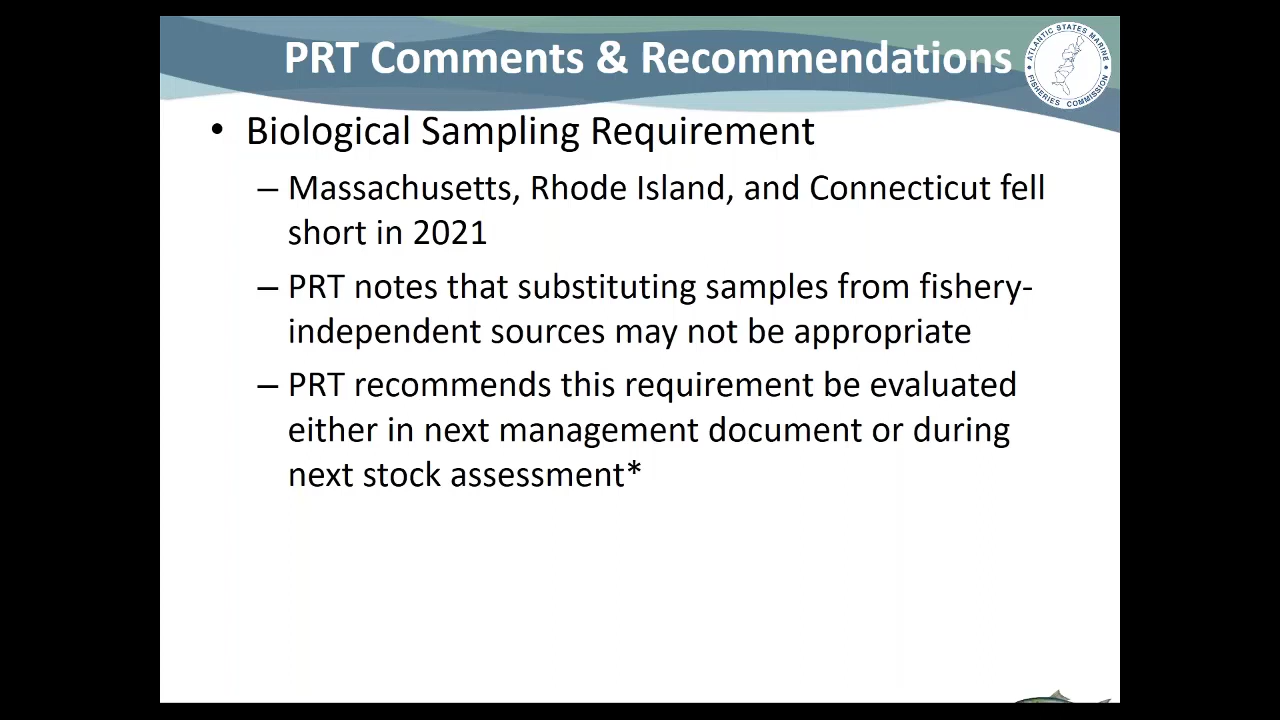 PRT Comments & Recommendations
ATLANTIC STATES MARINE
FISHERIES COMMISSION
• Biological Sampling Requirement
– Massachusetts, Rhode Island, and Connecticut fell
short in 2021
– PRT notes that substituting samples from fishery-
independent sources may not be appropriate
– PRT recommends this requirement be evaluated
either in next management document or during
next stock assessment*